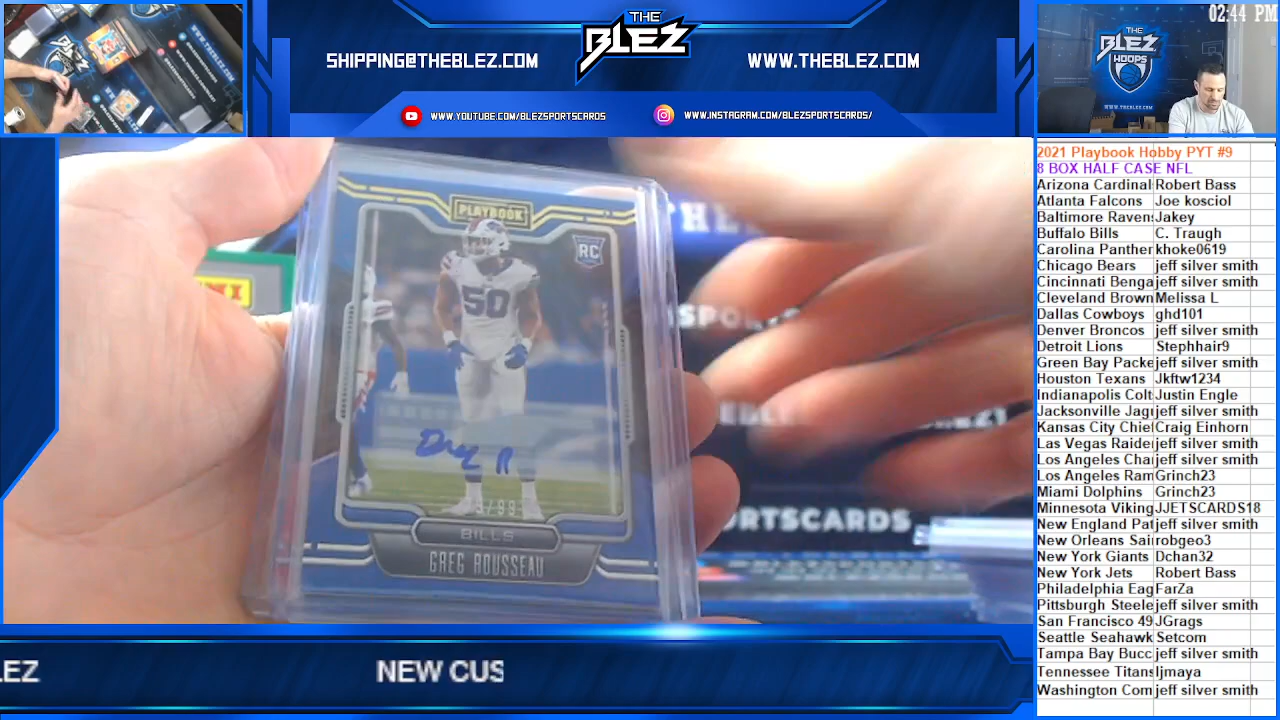 02:44 PM
THE
BLEZ
SHIPPING@THEBLEZ.COM
WWW.THEBLEZ.COM
WWW.YOUTUBE.COM/BLEZSPORTSCARDS
WWW.INSTAGRAM.COM/BLEZSPORTSCARDS/
THE
BLEZ
HOOPS
WWW.THEBLEZ.COM
PLAYBOOK
RC
50
/99
BILLS
GREG ROUSSEAU
RTSCARDS
LEZ
NEW CUS
2021 Playbook Hobby PYT #9
8 BOX HALF CASE NFL
Arizona Cardinal Robert Bass
Atlanta Falcons Joe kosciol
Baltimore Raven Jakey
Buffalo Bills C. Traugh
Carolina Panther khoke0619
Chicago Bears jeff silver smith
Cincinnati Benga jeff silver smith
Cleveland Brown Melissa L
Dallas Cowboys ghd101
Denver Broncos jeff silver smith
Detroit Lions Stephhair9
Green Bay Packe jeff silver smith
Houston Texans Jkftw1234
Indianapolis Colt Justin Engle
Jacksonville Jagu jeff silver smith
Kansas City Chief Craig Einhorn
Las Vegas Raide jeff silver smith
Los Angeles Cha jeff silver smith
Los Angeles Ram Grinch23
Miami Dolphins Grinch23
Minnesota Viking JJETSCARDS18
New England Pat jeff silver smith
New Orleans Sai robgeo3
New York Giants Dchan32
New York Jets Robert Bass
Philadelphia Eag FarZa
Pittsburgh Steele jeff silver smith
San Francisco 49 JGrags
Seattle Seahawk Setcom
Tampa Bay Bucc jeff silver smith
Tennessee Titans ljmaya
Washington Com jeff silver smith